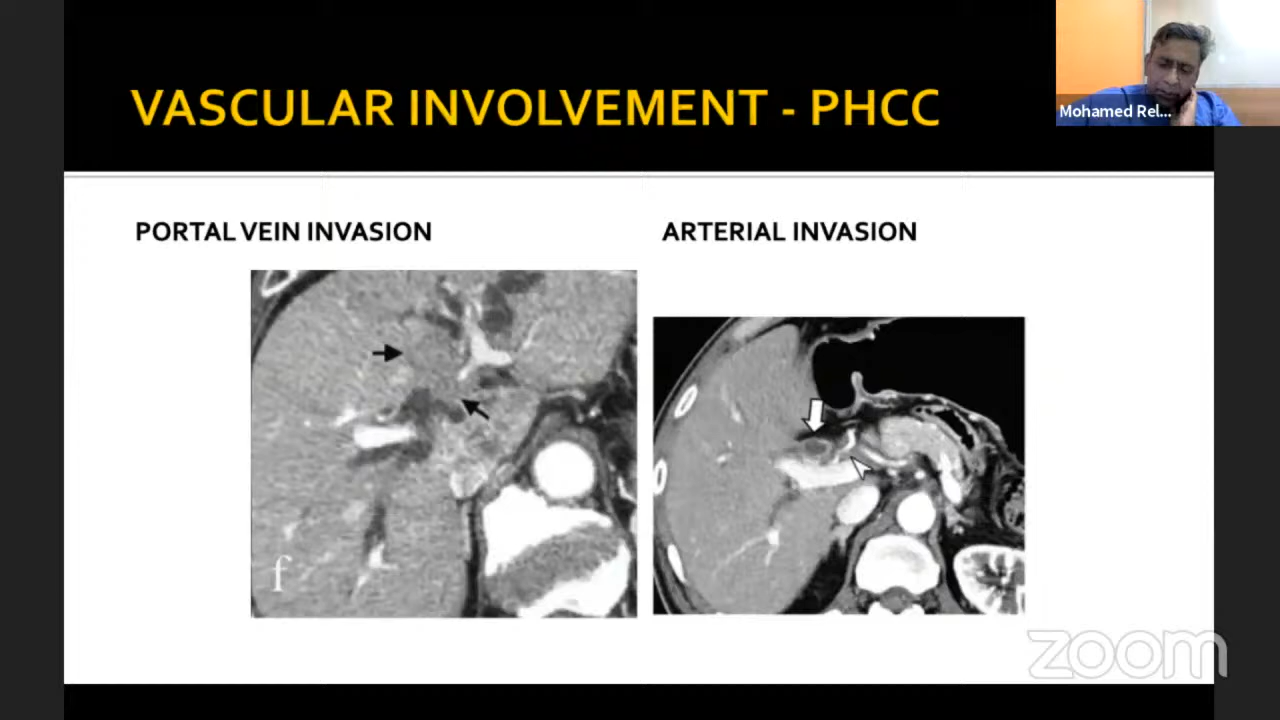 VASCULAR INVOLVEMENT - PHCC
Mohamed Rel...
PORTAL VEIN INVASION
ARTERIAL INVASION
f
zoom